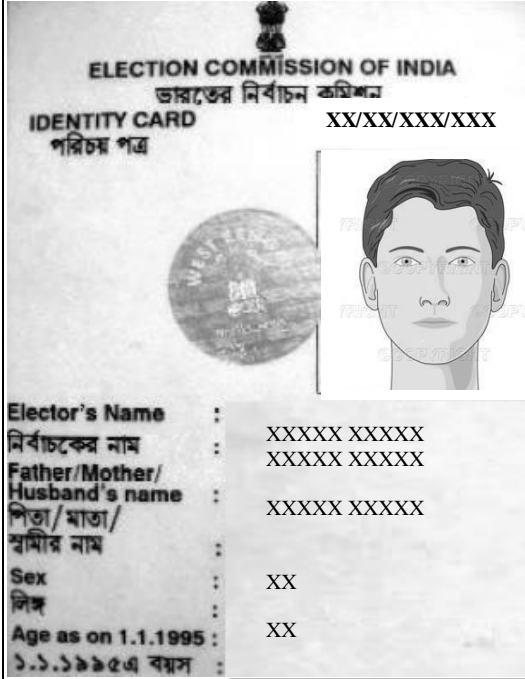 ELECTION COMMISSION OF INDIA
ভারতের নির্বাচন কমিশন
IDENTITY CARD
XX/XX/XXX/XXX
পরিচয় পত্র
WEST BENGAL
Elector's Name :
XXXXX XXXXX
নির্বাচকের নাম :
XXXXX XXXXX
Father/Mother/
Husband's name :
XXXXX XXXXX
পিতা/মাতা/
স্বামীর নাম :
Sex : XX
লিঙ্গ :
Age as on 1.1.1995 : XX
১.১.১৯৯৫এ বয়স :